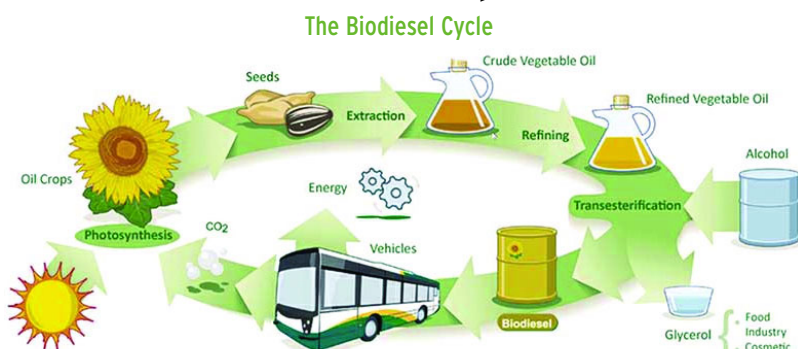 The Biodiesel Cycle
Seeds
Extraction
Crude Vegetable Oil
Refining
Refined Vegetable Oil
Alcohol
Transesterification
Oil Crops
Photosynthesis
CO2
Energy
Vehicles
Biodiesel
Glycerol
Food
Industry
Cosmetic